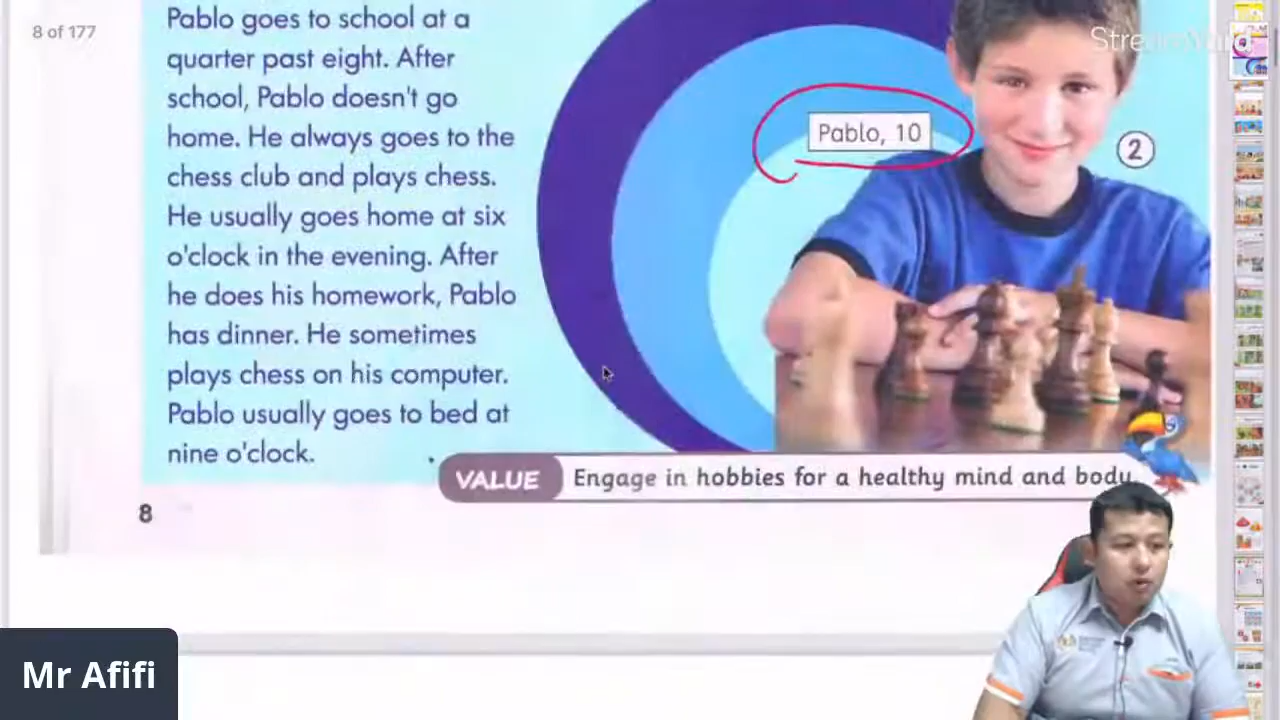 8 of 177
StreamYard
Pablo goes to school at a
quarter past eight. After
school, Pablo doesn't go
home. He always goes to the
chess club and plays chess.
He usually goes home at six
o'clock in the evening. After
he does his homework, Pablo
has dinner. He sometimes
plays chess on his computer.
Pablo usually goes to bed at
nine o'clock.
Pablo, 10
2
VALUE Engage in hobbies for a healthy mind and body.
8
Mr Afifi